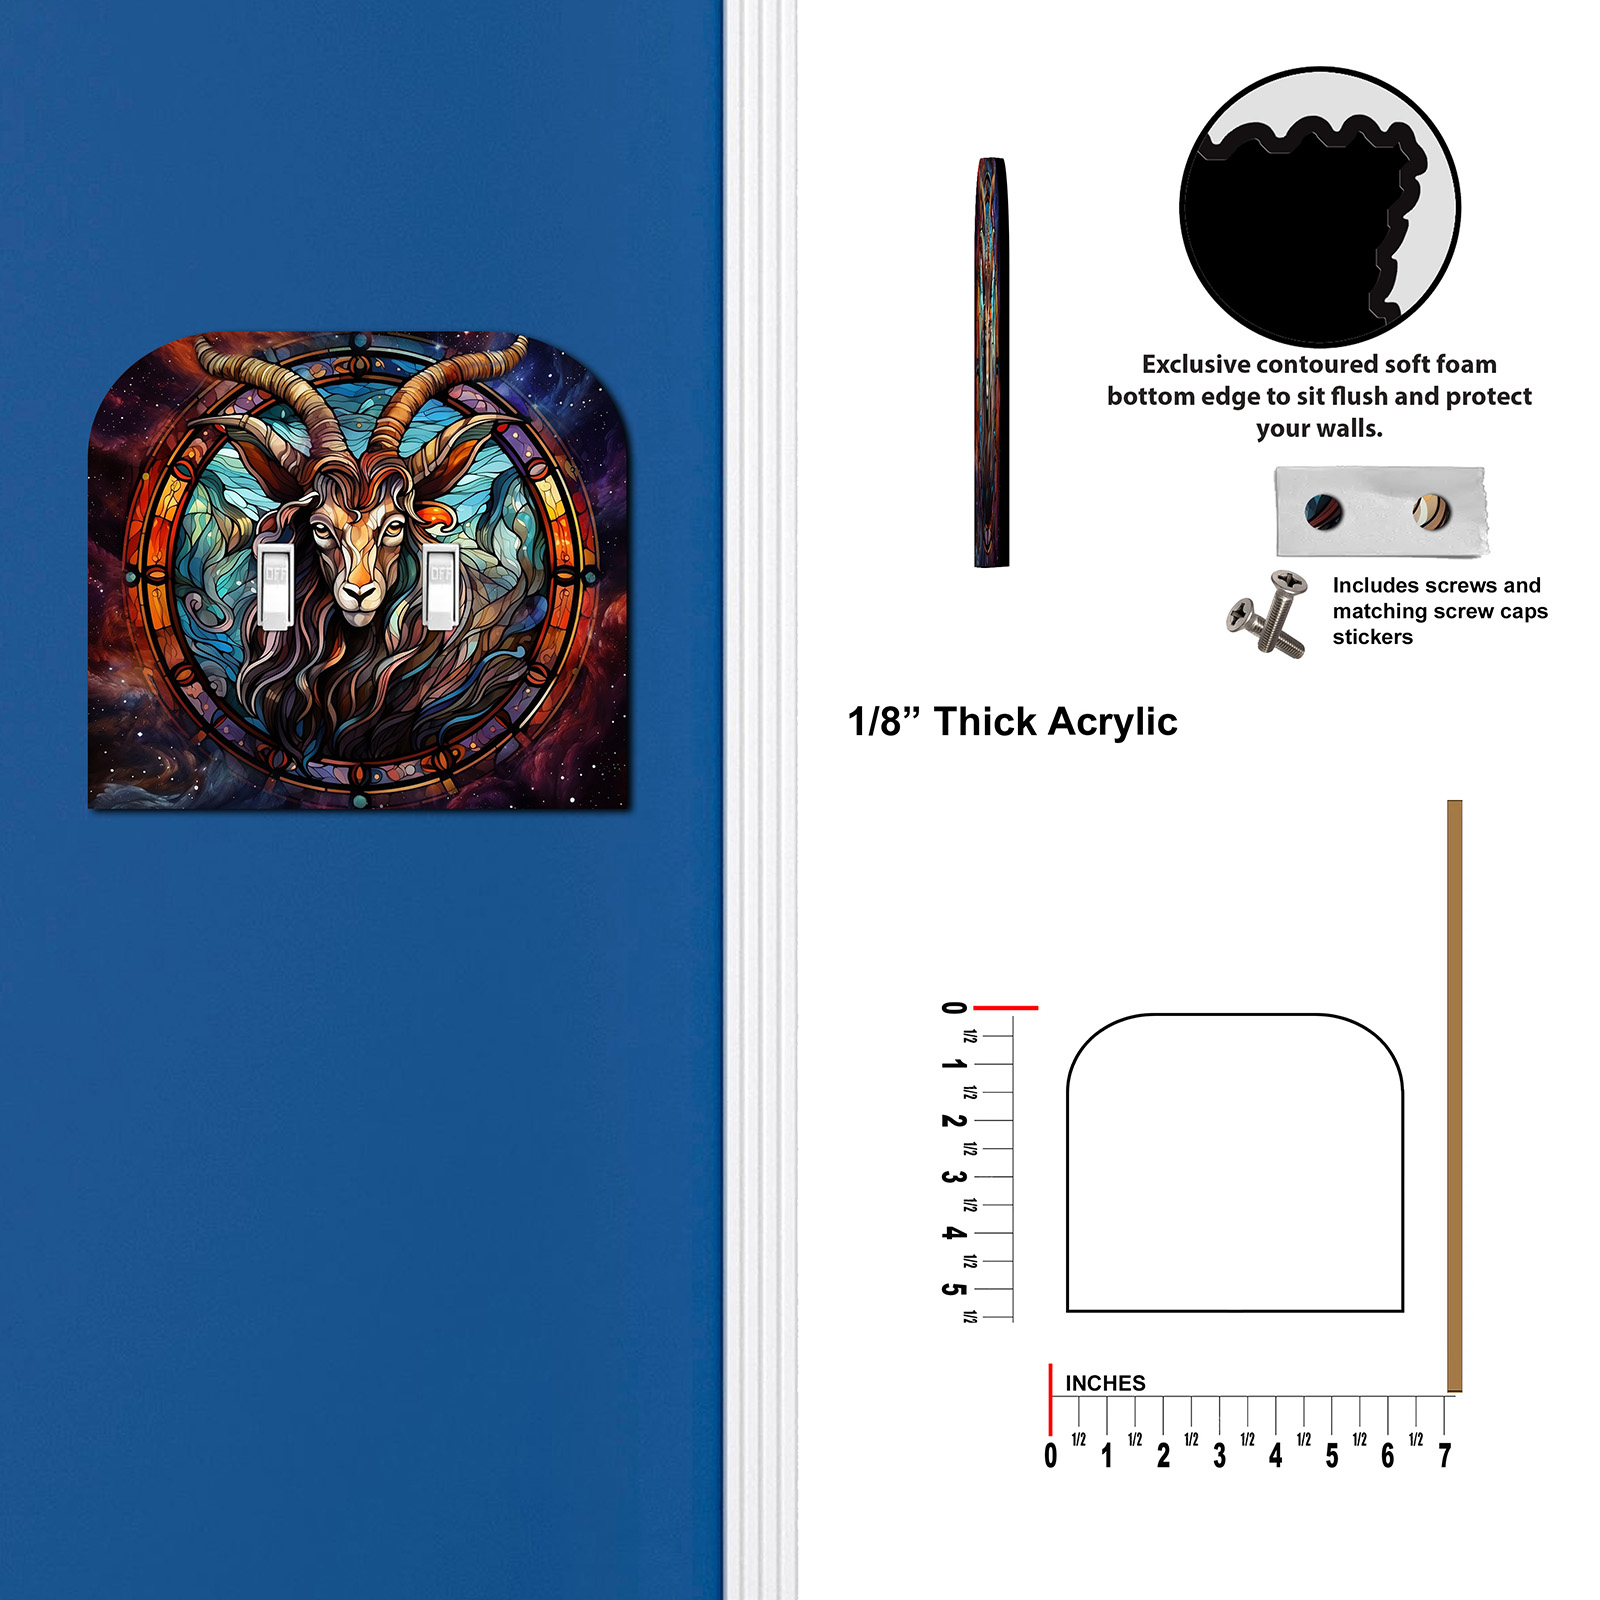 OFF
OFF
Exclusive contoured soft foam
bottom edge to sit flush and protect
your walls.
Includes screws and
matching screw caps
stickers
1/8” Thick Acrylic
0
1/2
1
1/2
2
1/2
3
1/2
4
1/2
5
1/2
INCHES
0 1/2 1 1/2 2 1/2 3 1/2 4 1/2 5 1/2 6 1/2 7